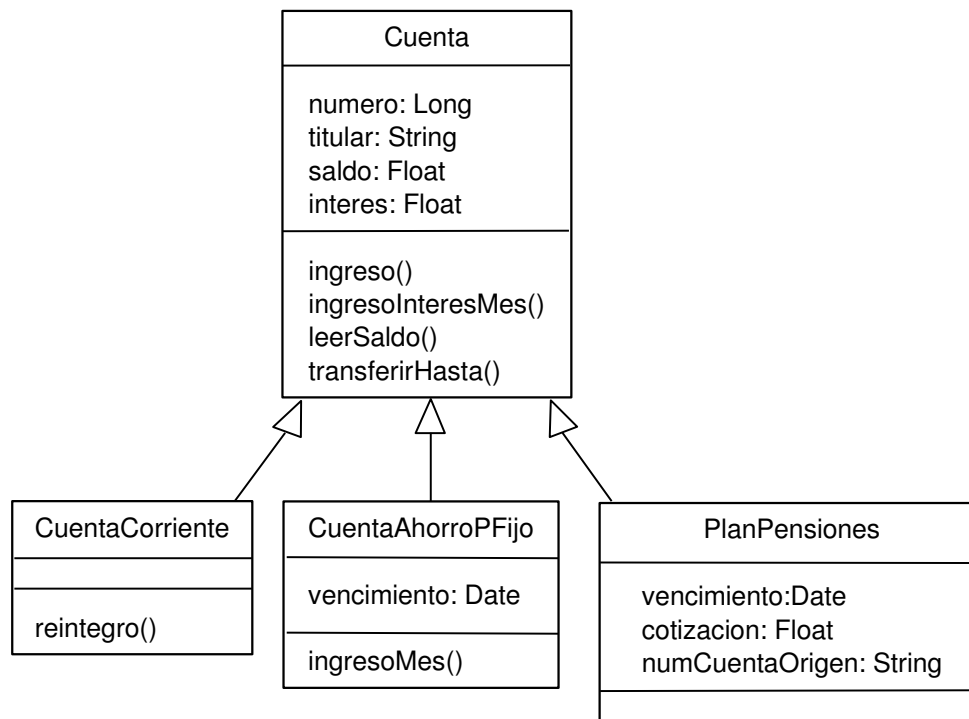 Cuenta
numero: Long
titular: String
saldo: Float
interes: Float
ingreso()
ingresoInteresMes()
leerSaldo()
transferirHasta()
CuentaCorriente
reintegro()
CuentaAhorroPFijo
vencimiento: Date
ingresoMes()
PlanPensiones
vencimiento:Date
cotizacion: Float
numCuentaOrigen: String